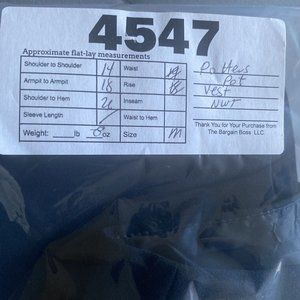 4547
Approximate flat-lay measurements
Shoulder to Shoulder 14 Waist
Armpit to Armpit 18 Rise
Shoulder to Hem Inseam
Sleeve Length Waist to Hem
Weight: lb 8 oz Size M
Vest
NWT
Thank You for Your Purchase from
The Bargain Boss LLC.